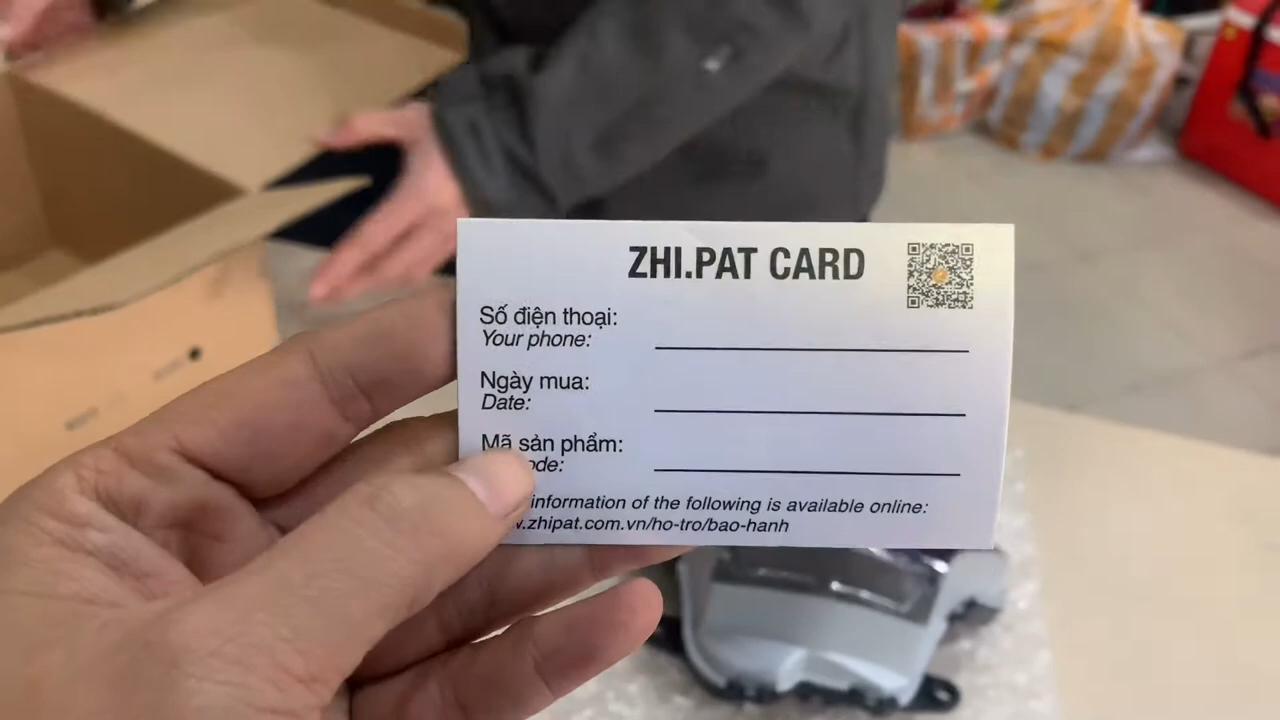 ZHI.PAT CARD
Số điện thoại:
Your phone:
Ngày mua:
Date:
Mã sản phẩm:
ode:
information of the following is available online:
.zhipat.com.vn/ho-tro/bao-hanh